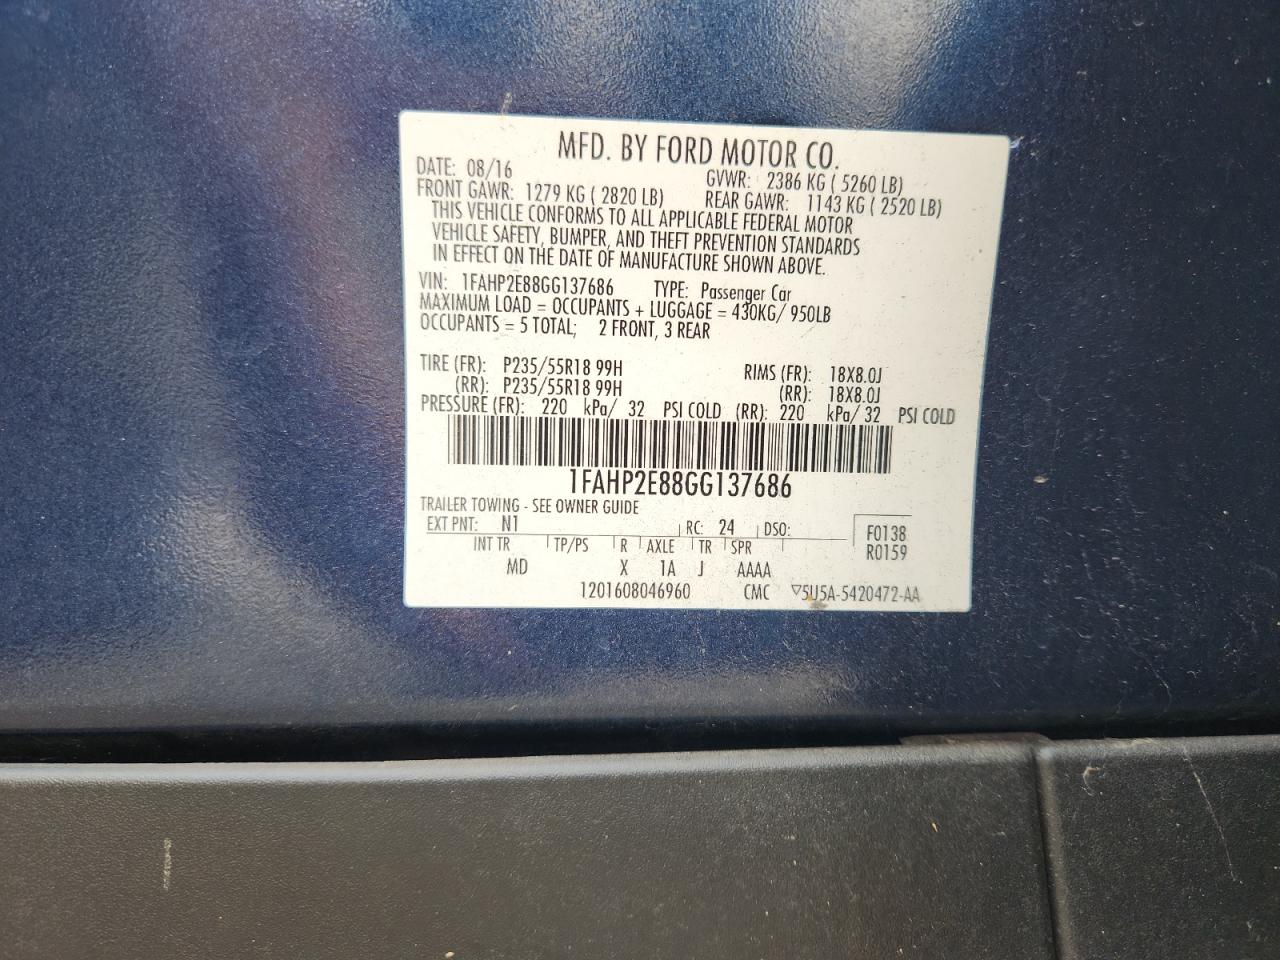 MFD. BY FORD MOTOR CO.
DATE: 08/16 GVWR: 2386 KG ( 5260 LB)
FRONT GAWR: 1279 KG ( 2820 LB) REAR GAWR: 1143 KG ( 2520 LB)
THIS VEHICLE CONFORMS TO ALL APPLICABLE FEDERAL MOTOR
VEHICLE SAFETY, BUMPER, AND THEFT PREVENTION STANDARDS
IN EFFECT ON THE DATE OF MANUFACTURE SHOWN ABOVE.
VIN: 1FAHP2E88GG137686 TYPE: Passenger Car
MAXIMUM LOAD = OCCUPANTS + LUGGAGE = 430KG/ 950LB
OCCUPANTS = 5 TOTAL; 2 FRONT, 3 REAR
TIRE (FR): P235/55R18 99H RIMS (FR): 18X8.0J
(RR): P235/55R18 99H (RR): 18X8.0J
PRESSURE (FR): 220 kPa/ 32 PSI COLD (RR): 220 kPa/ 32 PSI COLD
1FAHP2E88GG137686
TRAILER TOWING - SEE OWNER GUIDE
EXT PNT: N1 RC: 24 DSO: F0138
INT TR TP/PS R AXLE TR SPR R0159
MD X 1A J AAAA
1201608046960 CMC ▽5U5A-5420472-AA